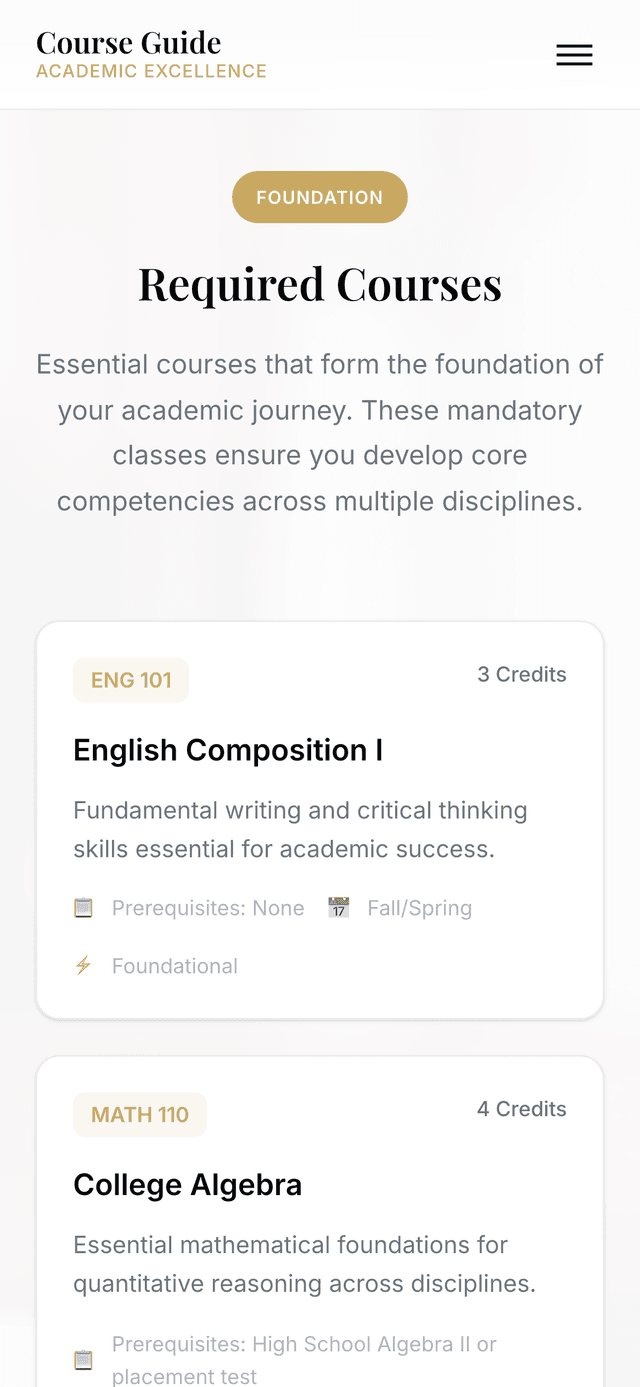 Course Guide
ACADEMIC EXCELLENCE
FOUNDATION
Required Courses
Essential courses that form the foundation of
your academic journey. These mandatory
classes ensure you develop core
competencies across multiple disciplines.
ENG 101
3 Credits
English Composition I
Fundamental writing and critical thinking
skills essential for academic success.
Prerequisites: None 17 Fall/Spring
Foundational
MATH 110
4 Credits
College Algebra
Essential mathematical foundations for
quantitative reasoning across disciplines.
Prerequisites: High School Algebra II or
placement test